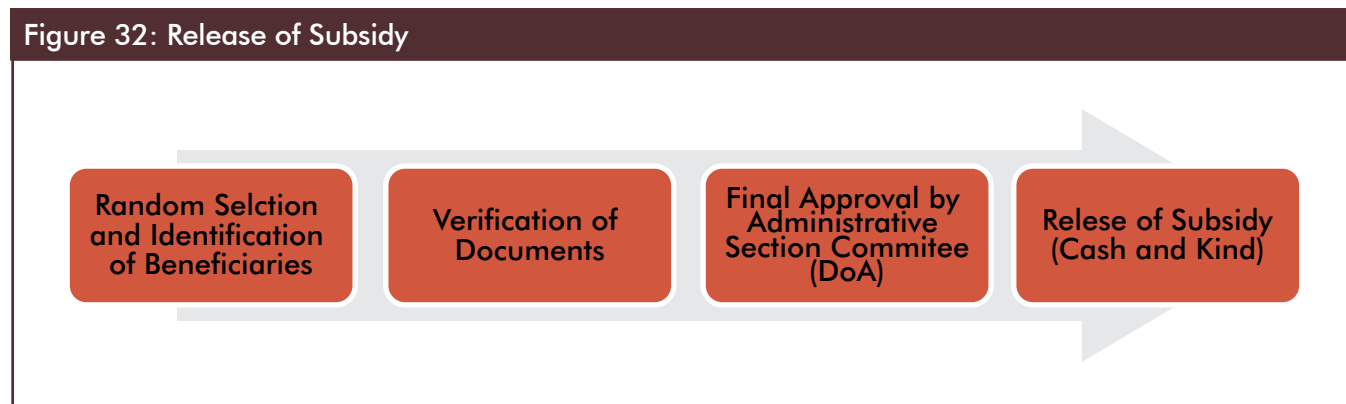 Figure 32: Release of Subsidy
Random Selction
and Identification
of Beneficiaries
Verification of
Documents
Final Approval by
Administrative
Section Commitee
(DoA)
Relese of Subsidy
(Cash and Kind)